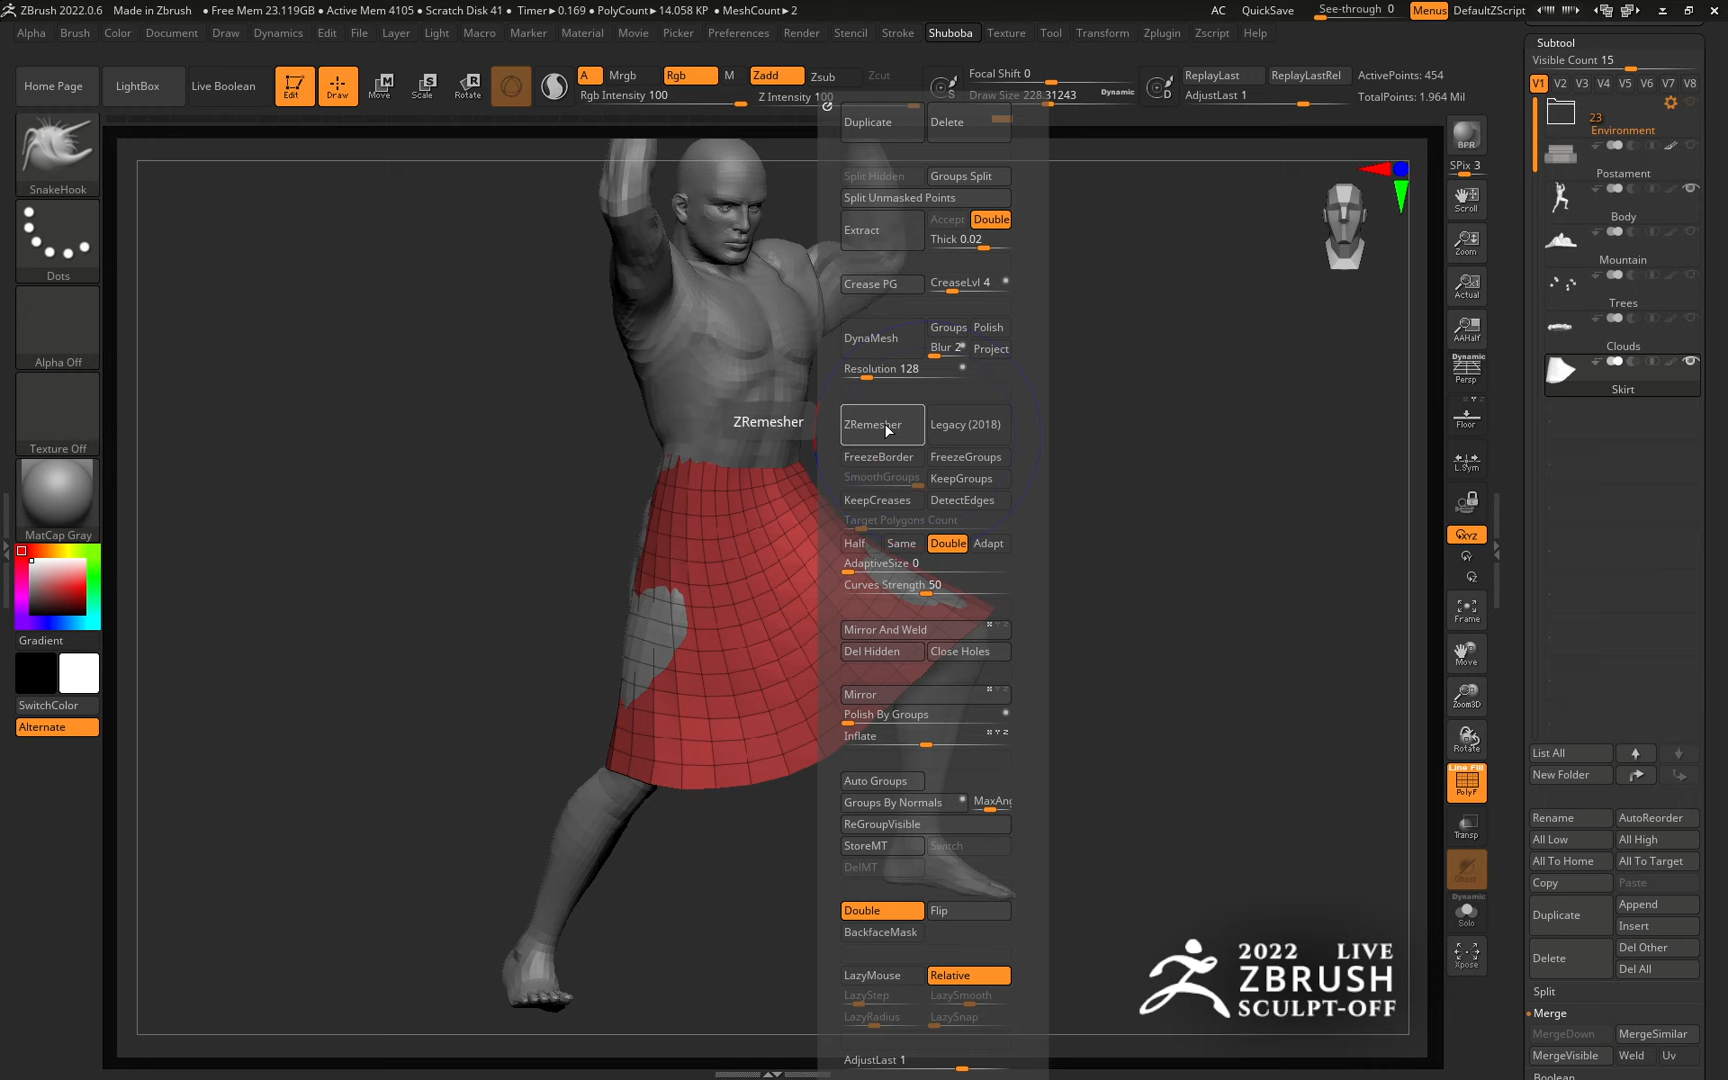 ZBrush 2022.0.6 Made in Zbrush • Free Mem 23.119GB • Active Mem 4105 • Scratch Disk 41 • Timer▸0.169 • PolyCount▸14.058 KP • MeshCount▸2
AC QuickSave See-through 0 Menus DefaultZScript
Alpha Brush Color Document Draw Dynamics Edit File Layer Light Macro Marker Material Movie Picker Preferences Render Stencil Stroke Shuboba Texture Tool Transform Zplugin Zscript Help
Home Page LightBox Live Boolean Edit Draw Move Scale Rotate
A Mrgb Rgb M Zadd Zsub Zcut
Rgb Intensity 100 Z Intensity 100
S Focal Shift 0
Draw Size 228.31243 Dynamic
D ReplayLast ReplayLastRel ActivePoints: 454
AdjustLast 1 TotalPoints: 1.964 Mil
SnakeHook
Dots
Alpha Off
Texture Off
MatCap Gray
Gradient
SwitchColor
Alternate
Duplicate Delete
Split Hidden Groups Split
Split Unmasked Points
Extract Accept Double
Thick 0.02
Crease PG CreaseLvl 4
DynaMesh Groups Polish
Blur 2 Project
Resolution 128
ZRemesher
ZRemesher Legacy (2018)
FreezeBorder FreezeGroups
SmoothGroups KeepGroups
KeepCreases DetectEdges
Target Polygons Count
Half Same Double Adapt
AdaptiveSize 0
Curves Strength 50
Mirror And Weld
Del Hidden Close Holes
Mirror
Polish By Groups
Inflate
Auto Groups
Groups By Normals MaxAng
ReGroupVisible
StoreMT Switch
DelMT
Double Flip
BackfaceMask
LazyMouse Relative
LazyStep LazySmooth
LazyRadius LazySnap
AdjustLast 1
2022 LIVE
ZBRUSH
SCULPT-OFF
BPR
SPix 3
Scroll
Zoom
Actual
AAHalf
Dynamic
Persp
Floor
L.Sym
XYZ
Frame
Move
Zoom3D
Rotate
Line Fill
PolyF
Transp
Ghost
Dynamic
Solo
Xpose
Subtool
Visible Count 15
V1 V2 V3 V4 V5 V6 V7 V8
23
Environment
Postament
Body
Mountain
Trees
Clouds
Skirt
List All
New Folder
Rename AutoReorder
All Low All High
All To Home All To Target
Copy Paste
Duplicate Append
Insert
Delete Del Other
Del All
Split
Merge
MergeDown MergeSimilar
MergeVisible Weld Uv
Boolean